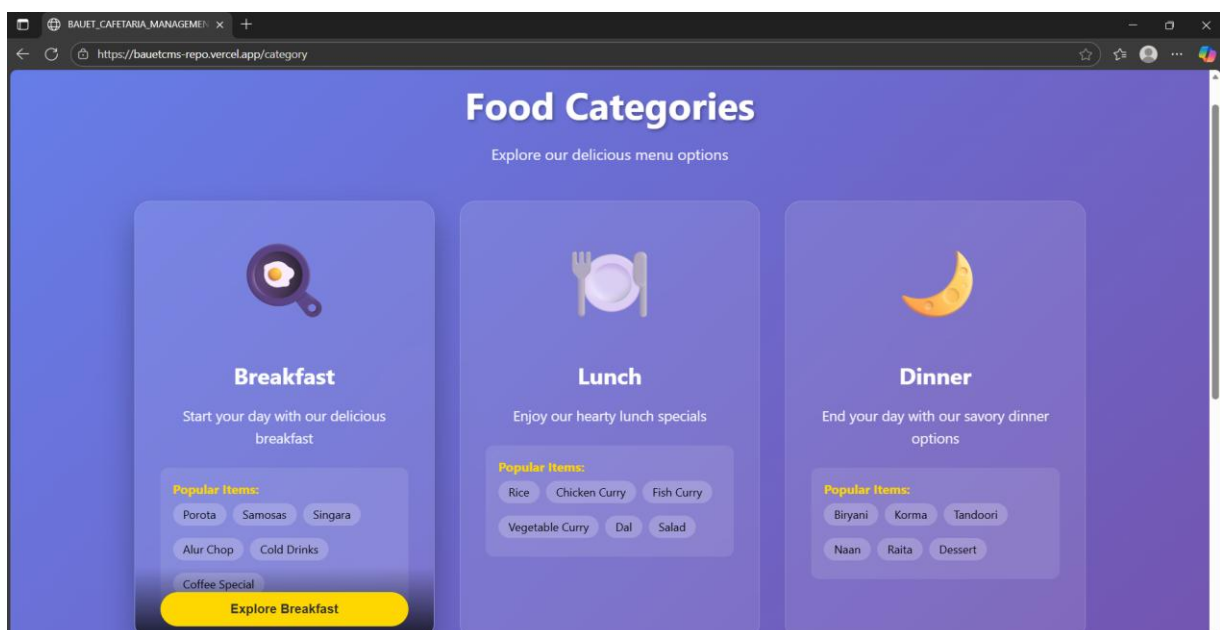 BAUET_CAFETARIA_MANAGEMEN
https://bauetcms-repo.vercel.app/category
Food Categories
Explore our delicious menu options
Breakfast
Start your day with our delicious
breakfast
Popular Items:
Porota Samosas Singara
Alur Chop Cold Drinks
Coffee Special
Explore Breakfast
Lunch
Enjoy our hearty lunch specials
Popular Items:
Rice Chicken Curry Fish Curry
Vegetable Curry Dal Salad
Dinner
End your day with our savory dinner
options
Popular Items:
Biryani Korma Tandoori
Naan Raita Dessert